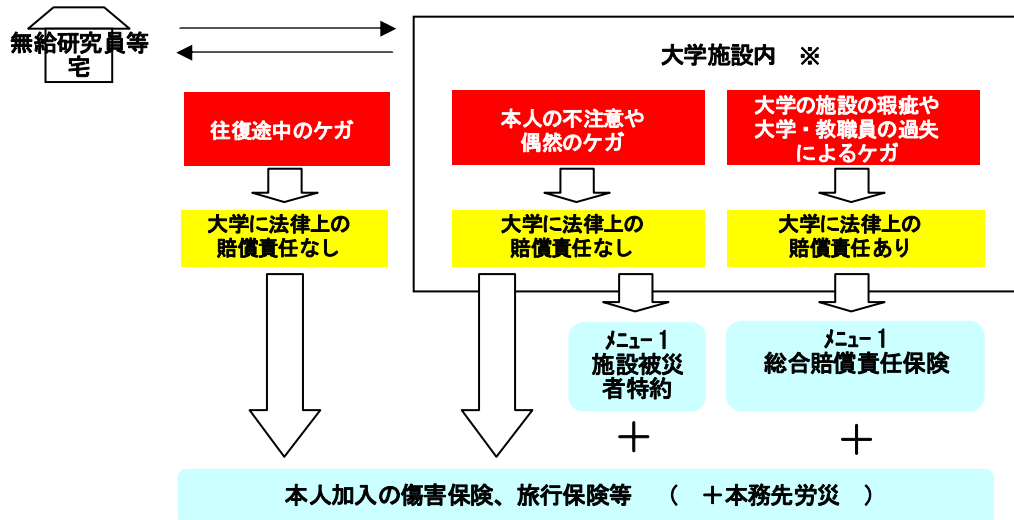 無給研究員等
宅
大学施設内 ※
往復途中のケガ
本人の不注意や
偶然のケガ
大学の施設の瑕疵や
大学・教職員の過失
によるケガ
大学に法律上の
賠償責任なし
大学に法律上の
賠償責任なし
大学に法律上の
賠償責任あり
ﾒﾆｭｰ１
施設被災
者特約
ﾒﾆｭｰ１
総合賠償責任保険
＋
＋
本人加入の傷害保険、旅行保険等 （ ＋本務先労災 ）